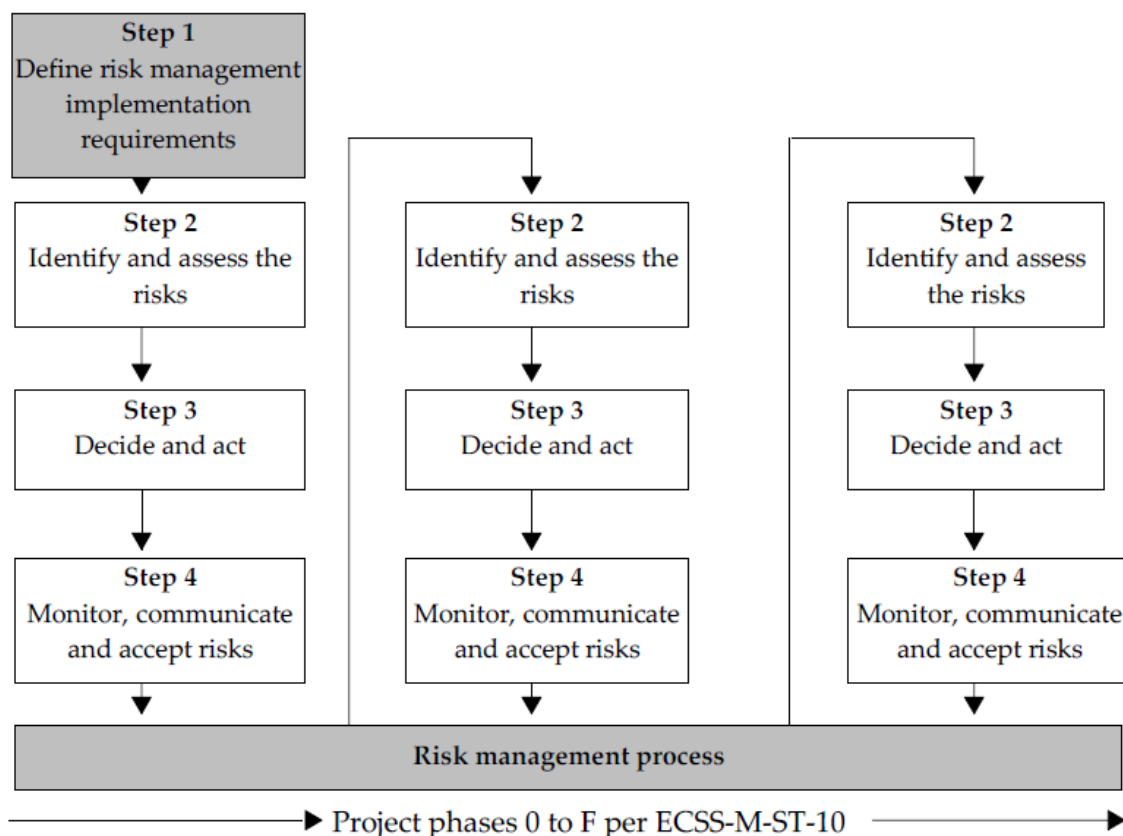 Step 1
Define risk management
implementation
requirements
Step 2
Identify and assess the
risks
Step 3
Decide and act
Step 4
Monitor, communicate
and accept risks
Step 2
Identify and assess the
risks
Step 3
Decide and act
Step 4
Monitor, communicate
and accept risks
Step 2
Identify and assess
the risks
Step 3
Decide and act
Step 4
Monitor, communicate
and accept risks
Risk management process
Project phases 0 to F per ECSS-M-ST-10